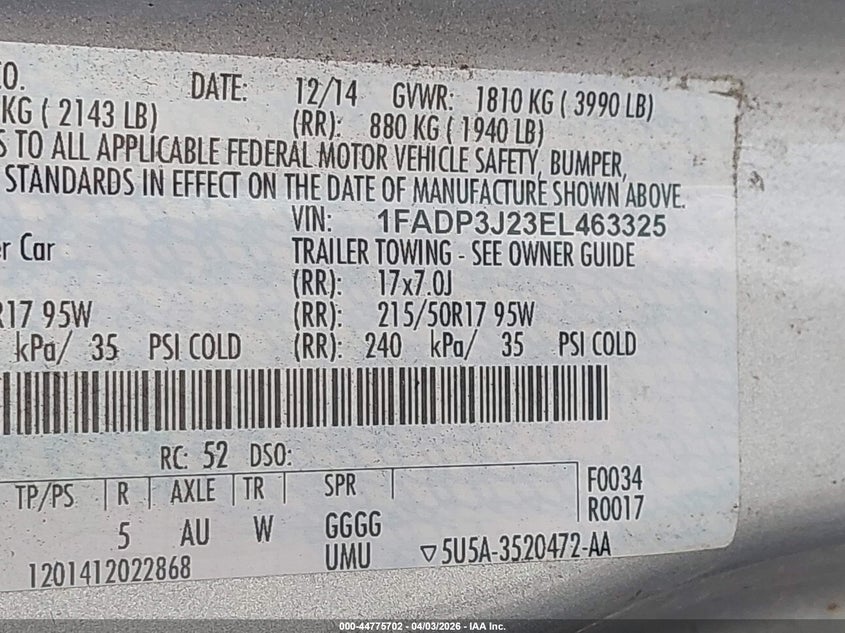 CO. DATE: 12/14 GVWR: 1810 KG ( 3990 LB)
KG ( 2143 LB) (RR): 880 KG ( 1940 LB)
S TO ALL APPLICABLE FEDERAL MOTOR VEHICLE SAFETY, BUMPER,
STANDARDS IN EFFECT ON THE DATE OF MANUFACTURE SHOWN ABOVE.
VIN: 1FADP3J23EL463325
er Car TRAILER TOWING - SEE OWNER GUIDE
(RR): 17x7.0J
R17 95W (RR): 215/50R17 95W
kPa/ 35 PSI COLD (RR): 240 kPa/ 35 PSI COLD
RC: 52 DSO:
TP/PS R AXLE TR SPR F0034
R0017
5 AU W GGGG
UMU ▽5U5A-3520472-AA
1201412022868
000-44775702 - 04/03/2026 - IAA Inc.